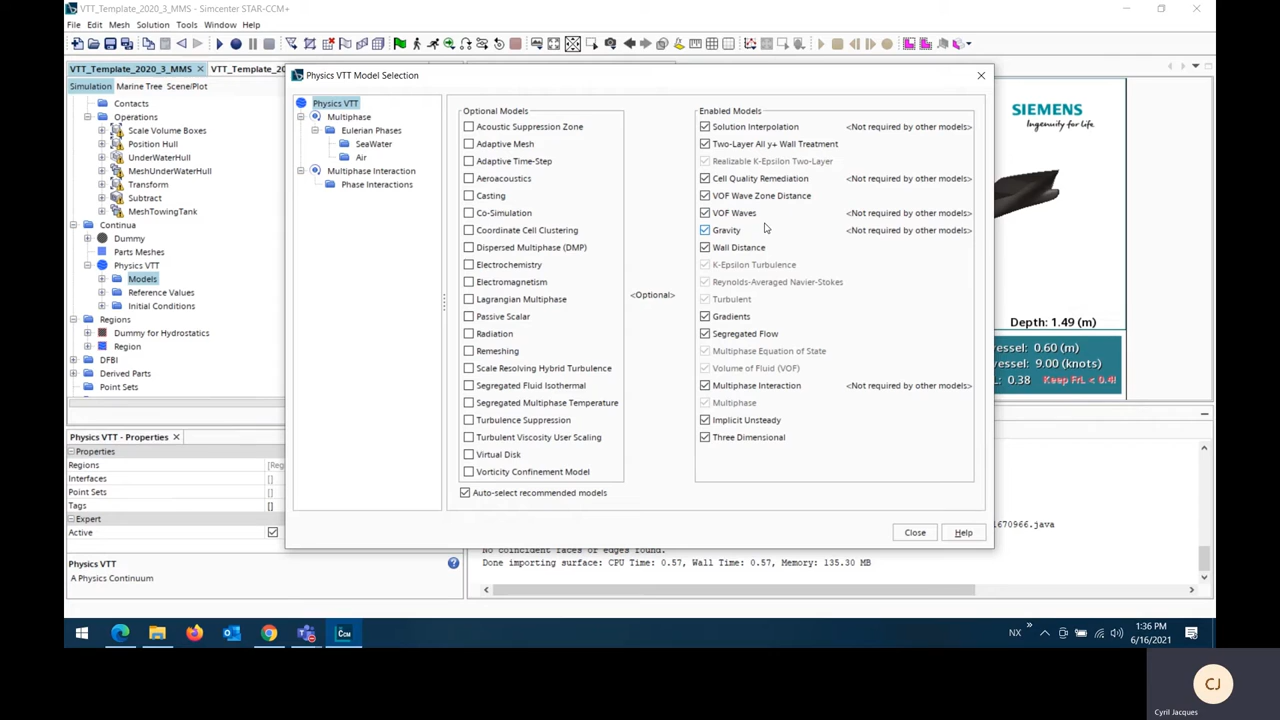 VTT_Template_2020_3_MMS - Simcenter STAR-CCM+
File Edit Mesh Solution Tools Window Help
VTT_Template_2020_3_MMS × VTT_Template_20
Simulation Marine Tree Scene/Plot
Contacts
Operations
Scale Volume Boxes
Position Hull
UnderWaterHull
MeshUnderWaterHull
Transform
Subtract
MeshTowingTank
Continua
Dummy
Parts Meshes
Physics VTT
Models
Reference Values
Initial Conditions
Regions
Dummy for Hydrostatics
Region
DFBI
Derived Parts
Point Sets
Physics VTT - Properties ×
Properties
Regions [Reg
Interfaces []
Point Sets []
Tags []
Expert
Active
Physics VTT
A Physics Continuum
Physics VTT Model Selection
Physics VTT
Multiphase
Eulerian Phases
SeaWater
Air
Multiphase Interaction
Phase Interactions
Optional Models
Acoustic Suppression Zone
Adaptive Mesh
Adaptive Time-Step
Aeroacoustics
Casting
Co-Simulation
Coordinate Cell Clustering
Dispersed Multiphase (DMP)
Electrochemistry
Electromagnetism
Lagrangian Multiphase
Passive Scalar
Radiation
Remeshing
Scale Resolving Hybrid Turbulence
Segregated Fluid Isothermal
Segregated Multiphase Temperature
Turbulence Suppression
Turbulent Viscosity User Scaling
Virtual Disk
Vorticity Confinement Model
Auto-select recommended models
<Optional>
Enabled Models
Solution Interpolation <Not required by other models>
Two-Layer All y+ Wall Treatment
Realizable K-Epsilon Two-Layer
Cell Quality Remediation <Not required by other models>
VOF Wave Zone Distance
VOF Waves <Not required by other models>
Gravity <Not required by other models>
Wall Distance
K-Epsilon Turbulence
Reynolds-Averaged Navier-Stokes
Turbulent
Gradients
Segregated Flow
Multiphase Equation of State
Volume of Fluid (VOF)
Multiphase Interaction <Not required by other models>
Multiphase
Implicit Unsteady
Three Dimensional
Close Help
SIEMENS
Ingenuity for life
Depth: 1.49 (m)
vessel: 0.60 (m)
vessel: 9.00 (knots)
L: 0.38 Keep FrL < 0.4!
1670966.java
No coincident faces or edges found.
Done importing surface: CPU Time: 0.57, Wall Time: 0.57, Memory: 135.30 MB
NX
1:36 PM
6/16/2021
CJ
Cyril Jacques